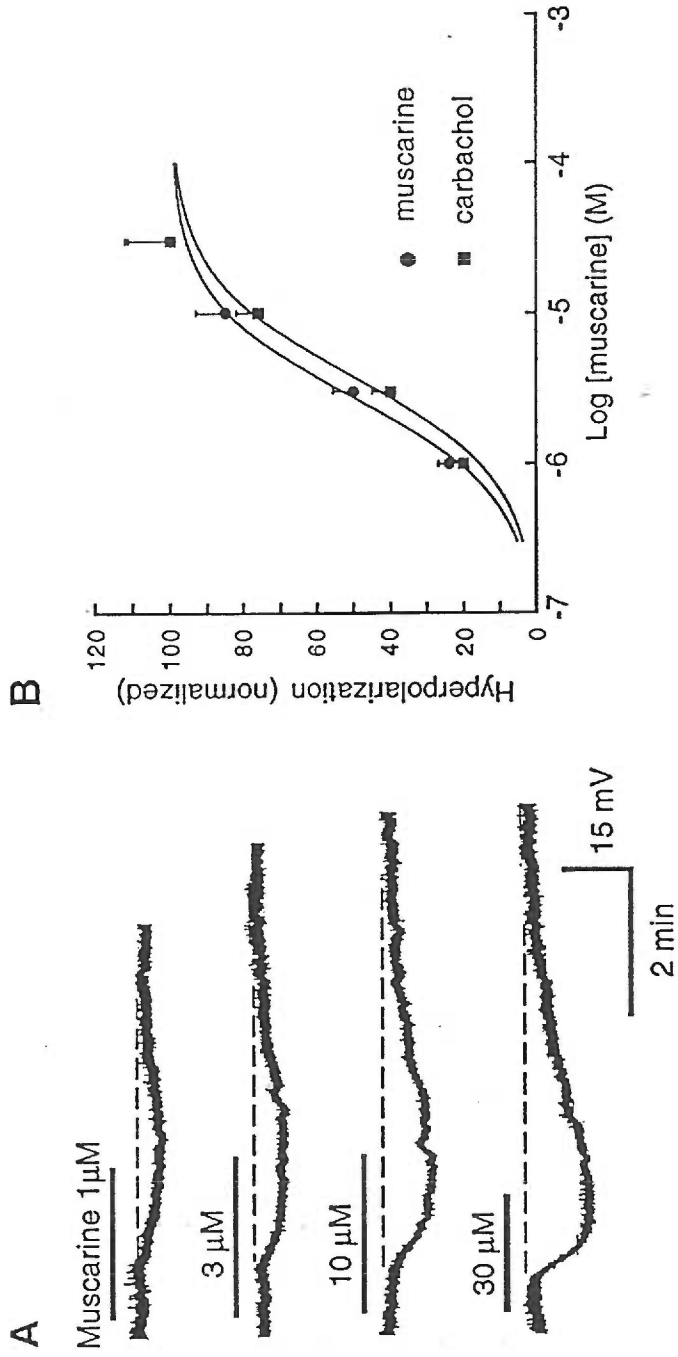 A
Muscarine 1μM
3 μM
10 μM
30 μM
15 mV
2 min
B
Hyperpolarization (normalized)
120
100
80
60
40
20
0
-7
-6
-5
-4
-3
Log [muscarine] (M)
muscarine
carbachol